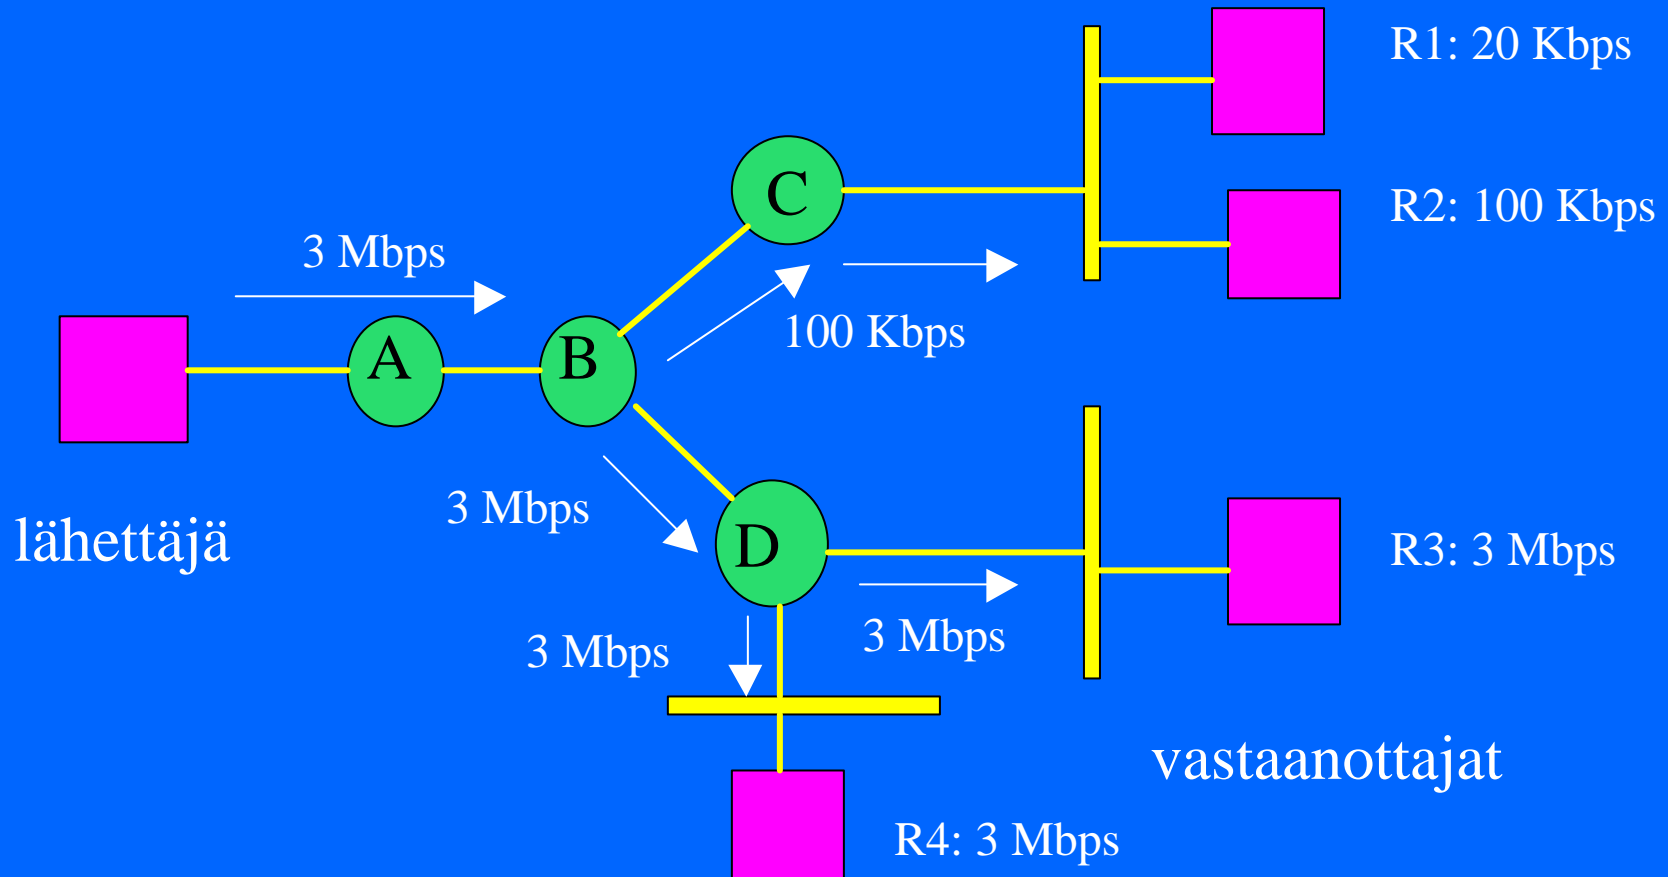 R1: 20 Kbps
C
R2: 100 Kbps
3 Mbps
100 Kbps
A
B
3 Mbps
lähettäjä
D
R3: 3 Mbps
3 Mbps
3 Mbps
vastaanottajat
R4: 3 Mbps